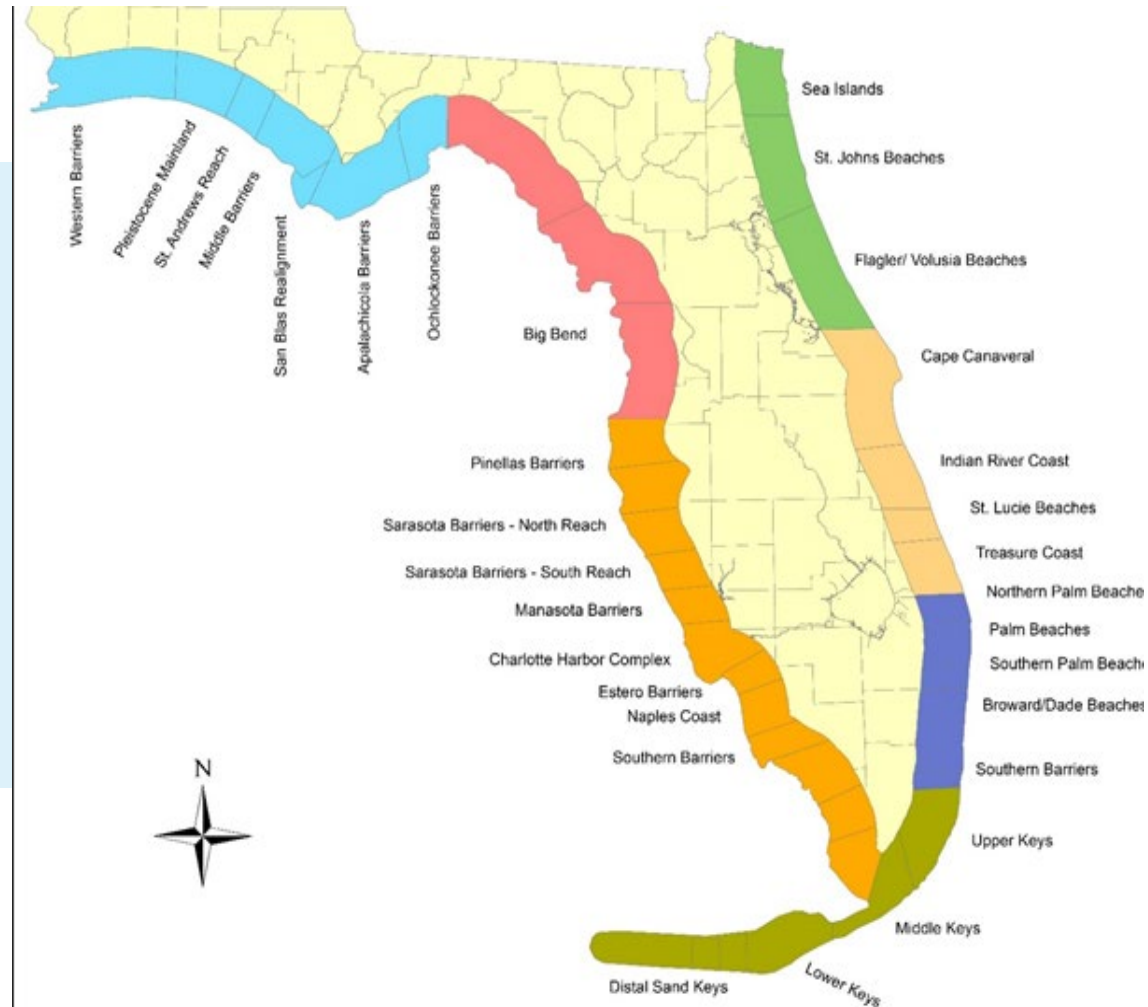 Sea Islands
St. Johns Beaches
Flagler/ Volusia Beaches
Cape Canaveral
Indian River Coast
St. Lucie Beaches
Treasure Coast
Northern Palm Beache
Palm Beaches
Southern Palm Beache
Broward/Dade Beaches
Southern Barriers
Upper Keys
Middle Keys
Lower Keys
Distal Sand Keys
Western Barriers
Pleistocene Mainland
St. Andrews Reach
Middle Barriers
San Blas Realignment
Apalachicola Barriers
Ochlockonee Barriers
Big Bend
Pinellas Barriers
Sarasota Barriers - North Reach
Sarasota Barriers - South Reach
Manasota Barriers
Charlotte Harbor Complex
Estero Barriers
Naples Coast
Southern Barriers
N